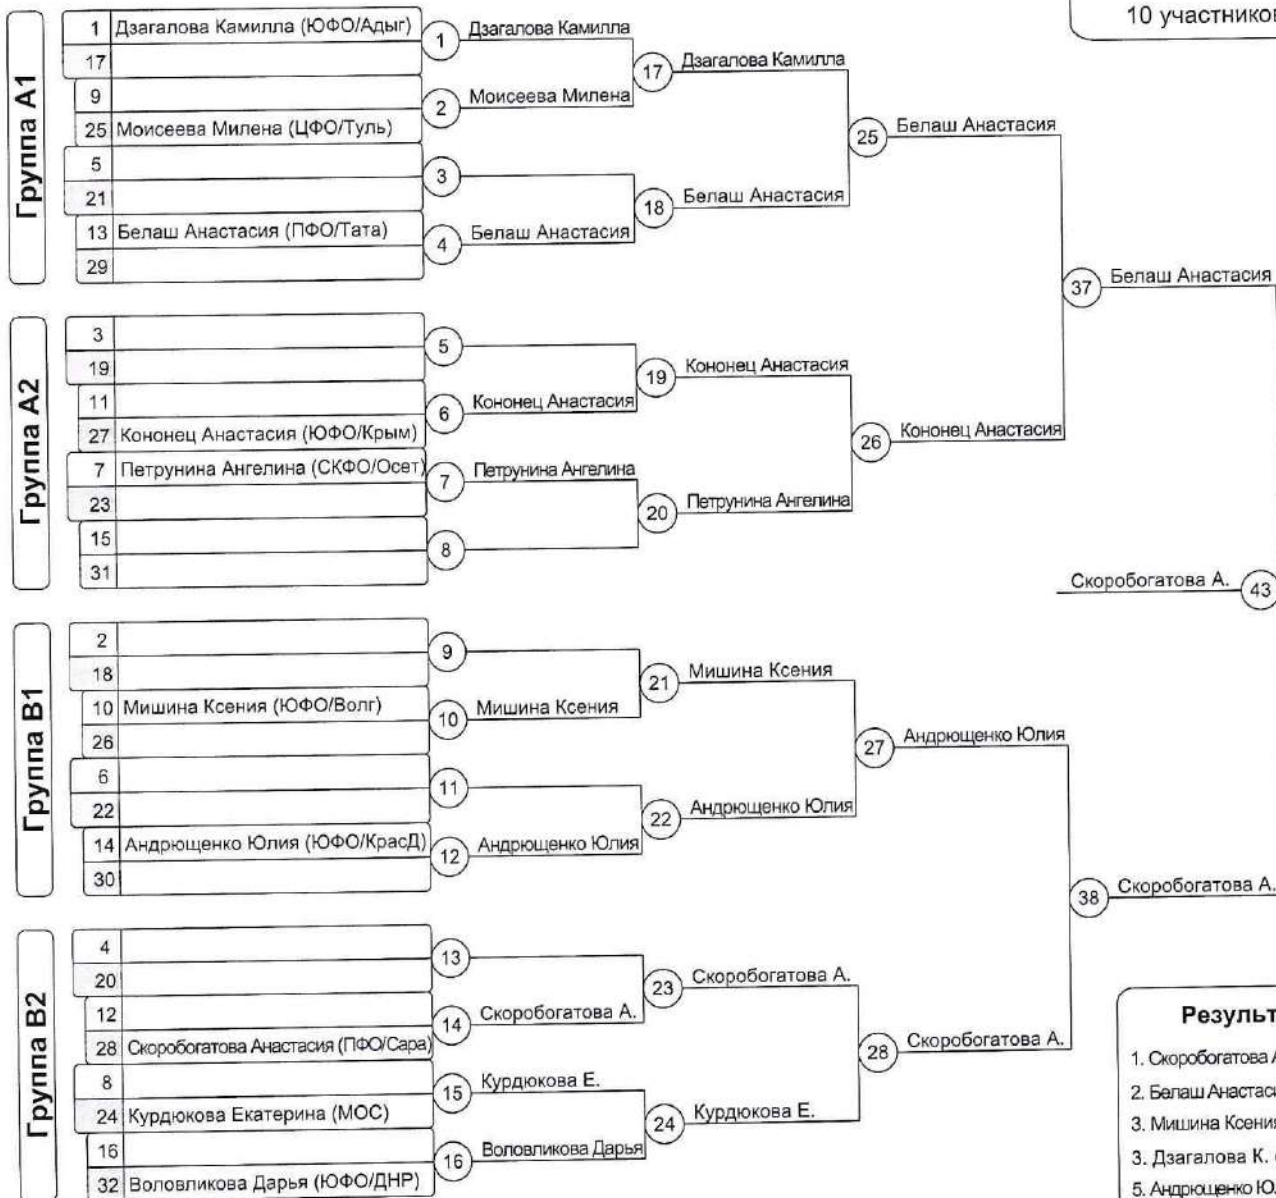 10 участников
Группа А1
1 Дзагалова Камилла (ЮФО/Адыг)
17
9
25 Моисеева Милена (ЦФО/Туль)
5
21
13 Белаш Анастасия (ПФО/Тата)
29
1 Дзагалова Камилла
2 Моисеева Милена
3
4 Белаш Анастасия
17 Дзагалова Камилла
18 Белаш Анастасия
25 Белаш Анастасия
Группа А2
3
19
11
27 Кононец Анастасия (ЮФО/Крым)
7 Петрунина Ангелина (СКФО/Осет)
23
15
31
5
6 Кононец Анастасия
7 Петрунина Ангелина
8
19 Кононец Анастасия
20 Петрунина Ангелина
26 Кононец Анастасия
37 Белаш Анастасия
Скоробогатова А. 43
Группа В1
2
18
10 Мишина Ксения (ЮФО/Волг)
26
6
22
14 Андрющенко Юлия (ЮФО/КрасД)
30
9
10 Мишина Ксения
11
12 Андрющенко Юлия
21 Мишина Ксения
22 Андрющенко Юлия
27 Андрющенко Юлия
Группа В2
4
20
12
28 Скоробогатова Анастасия (ПФО/Сара)
8
24 Курдюкова Екатерина (МОС)
16
32 Воловликова Дарья (ЮФО/ДНР)
13
14 Скоробогатова А.
15 Курдюкова Е.
16 Воловликова Дарья
23 Скоробогатова А.
24 Курдюкова Е.
28 Скоробогатова А.
38 Скоробогатова А.
Результ
1. Скоробогатова А
2. Белаш Анастаси
3. Мишина Ксения
3. Дзагалова К. (
5. Андрющенко Ю